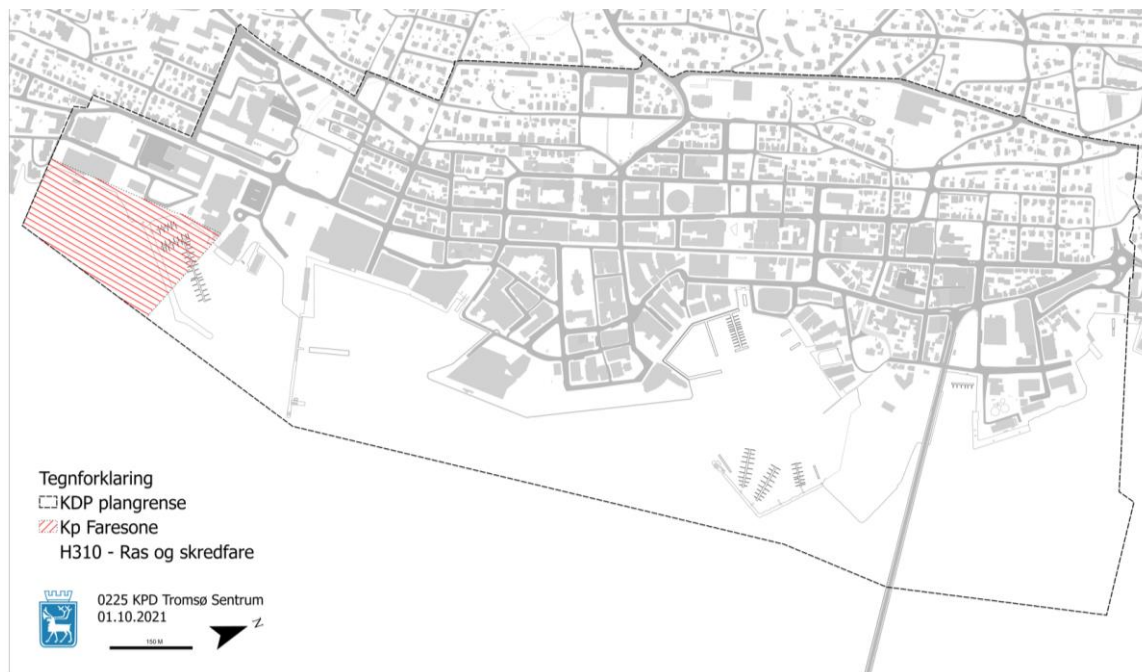 Tegnforklaring
KDP plangrense
Kp Faresone
H310 - Ras og skredfare
0225 KPD Tromsø Sentrum
01.10.2021
150 M
N